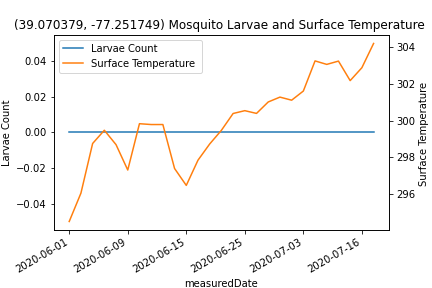 (39.070379, -77.251749) Mosquito Larvae and Surface Temperature
Larvae Count
Surface Temperature
0.04
0.02
0.00
−0.02
−0.04
Larvae Count
304
302
300
298
296
Surface Temperature
2020-06-01
2020-06-09
2020-06-15
2020-06-25
2020-07-03
2020-07-16
measuredDate